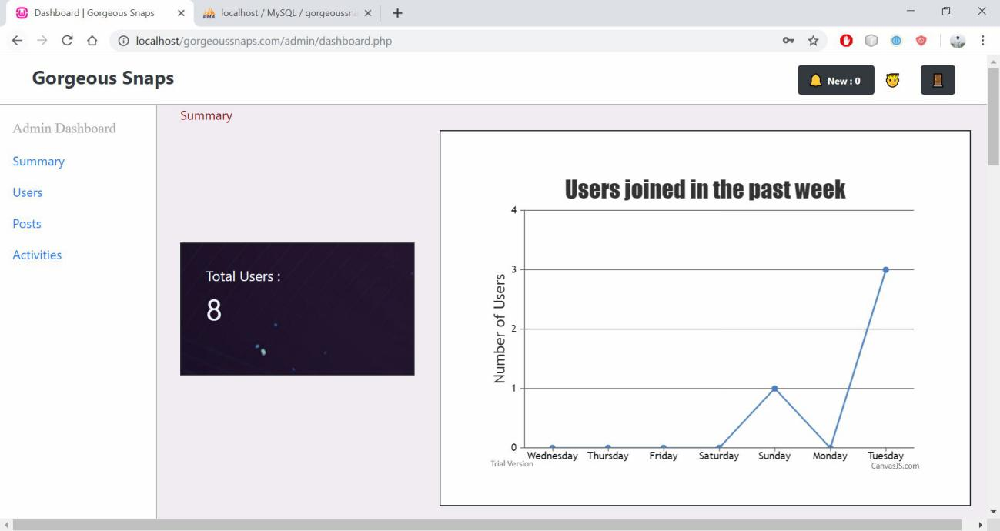 Dashboard | Gorgeous Snaps
localhost / MySQL / gorgeoussna
localhost/gorgeoussnaps.com/admin/dashboard.php
Gorgeous Snaps
New : 0
Admin Dashboard
Summary
Users
Posts
Activities
Summary
Total Users :
8
Users joined in the past week
Number of Users
4
3
2
1
0
Wednesday Thursday Friday Saturday Sunday Monday Tuesday
Trial Version
CanvasJS.com